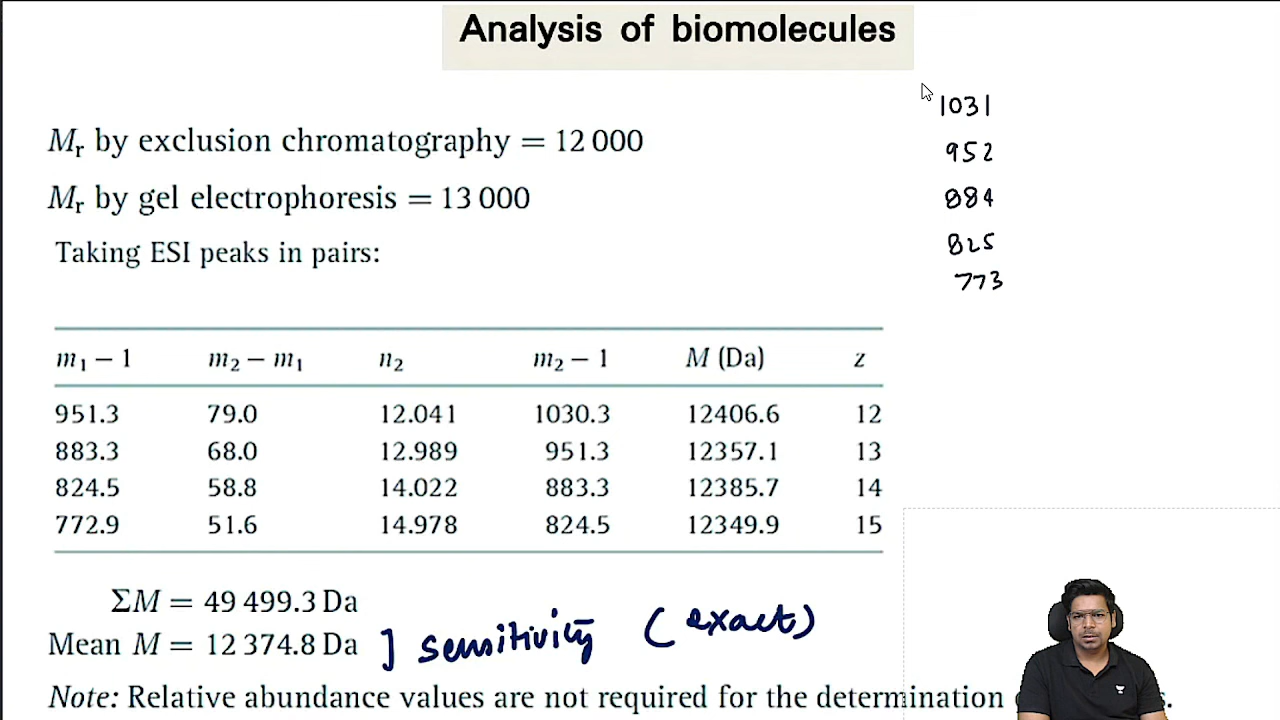 Analysis of biomolecules
1031
952
884
825
773
Mr by exclusion chromatography = 12 000
Mr by gel electrophoresis = 13 000
Taking ESI peaks in pairs:
m1 − 1 m2 − m1 n2 m2 − 1 M (Da) z
951.3 79.0 12.041 1030.3 12406.6 12
883.3 68.0 12.989 951.3 12357.1 13
824.5 58.8 14.022 883.3 12385.7 14
772.9 51.6 14.978 824.5 12349.9 15
ΣM = 49 499.3 Da
Mean M = 12 374.8 Da ] sensitivity (exact)
Note: Relative abundance values are not required for the determination